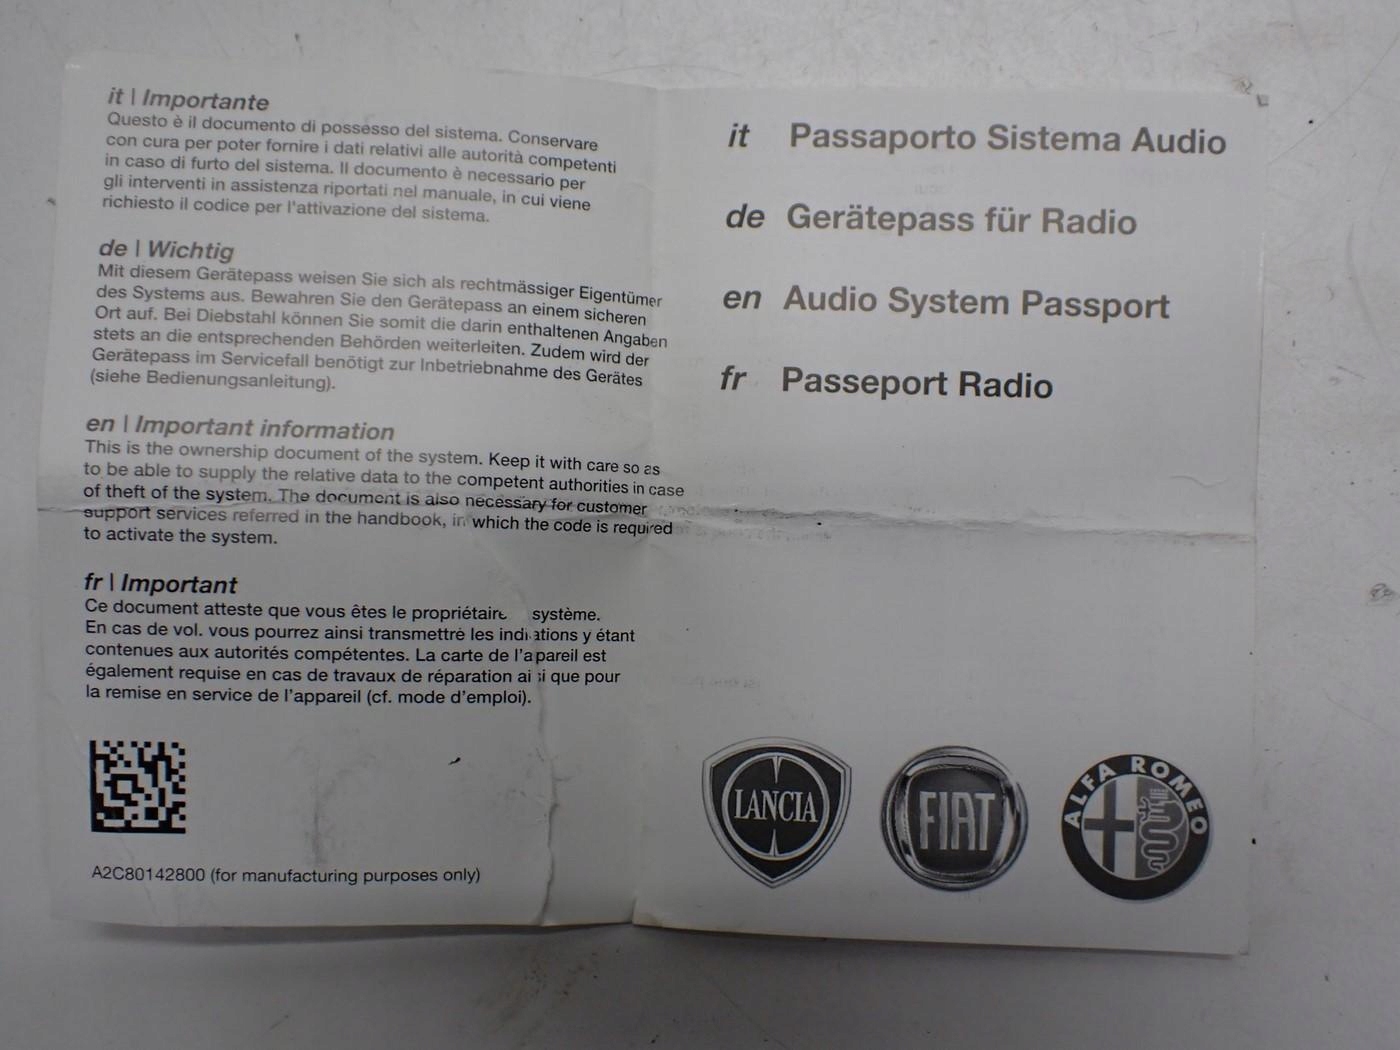 it | Importante
Questo è il documento di possesso del sistema. Conservare
con cura per poter fornire i dati relativi alle autorità competenti
in caso di furto del sistema. Il documento è necessario per
gli interventi in assistenza riportati nel manuale, in cui viene
richiesto il codice per l'attivazione del sistema.
de | Wichtig
Mit diesem Gerätepass weisen Sie sich als rechtmässiger Eigentümer
des Systems aus. Bewahren Sie den Gerätepass an einem sicheren
Ort auf. Bei Diebstahl können Sie somit die darin enthaltenen Angaben
stets an die entsprechenden Behörden weiterleiten. Zudem wird der
Gerätepass im Servicefall benötigt zur Inbetriebnahme des Gerätes
(siehe Bedienungsanleitung).
en | Important information
This is the ownership document of the system. Keep it with care so as
to be able to supply the relative data to the competent authorities in case
of theft of the system. The document is also necessary for customer
support services referred in the handbook, in which the code is required
to activate the system.
fr | Important
Ce document atteste que vous êtes le propriétaire système.
En cas de vol. vous pourrez ainsi transmettre les indications y étant
contenues aux autorités compétentes. La carte de l'appareil est
également requise en cas de travaux de réparation ainsi que pour
la remise en service de l'appareil (cf. mode d'emploi).
A2C80142800 (for manufacturing purposes only)
it Passaporto Sistema Audio
de Gerätepass für Radio
en Audio System Passport
fr Passeport Radio
LANCIA
FIAT
ALFA ROMEO